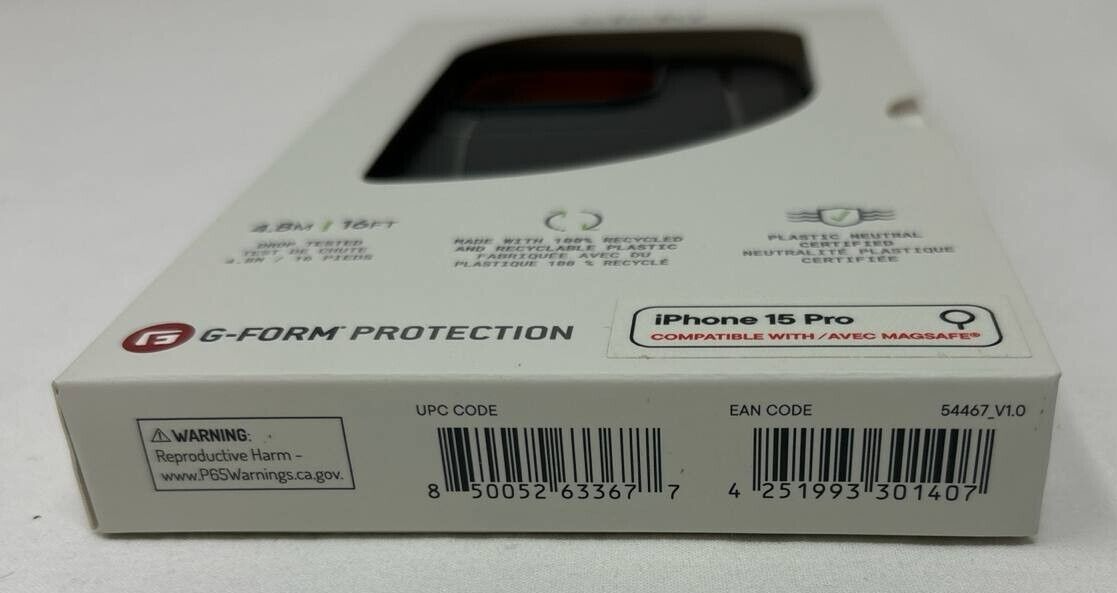 4.8M / 16FT
DROP TESTED
TEST DE CHUTE
4.8M / 16 PIEDS
MADE WITH 100% RECYCLED
AND RECYCLABLE PLASTIC
FABRIQUÉE AVEC DU
PLASTIQUE 100 % RECYCLÉ
PLASTIC NEUTRAL
CERTIFIED
NEUTRALITÉ PLASTIQUE
CERTIFIÉE
G-FORM™ PROTECTION
iPhone 15 Pro
COMPATIBLE WITH /AVEC MAGSAFE®
⚠ WARNING:
Reproductive Harm -
www.P65Warnings.ca.gov.
UPC CODE
8 50052 63367 7
EAN CODE
54467_V1.0
4 251993 301407